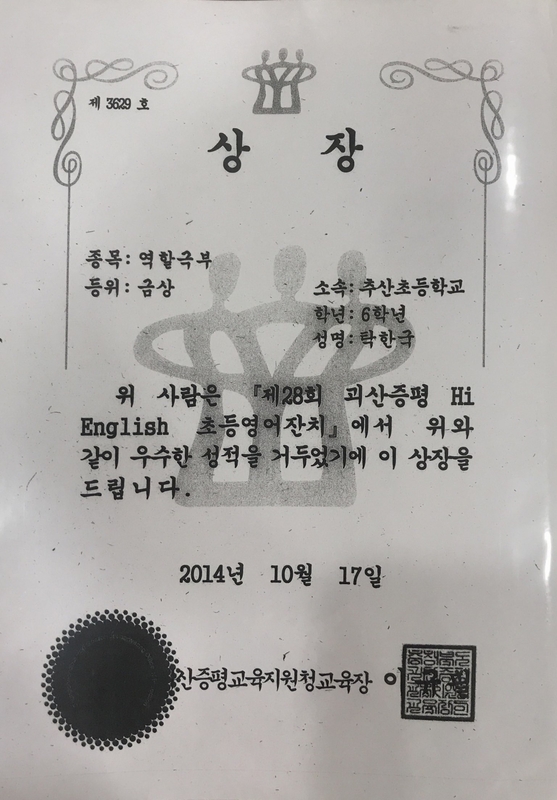 제 3629 호
상 장
종목: 역할극부
등위: 금상
소속: 추산초등학교
학년: 6학년
성명: 탁한국
위 사람은 『제28회 괴산증평 Hi
English 초등영어잔치』에서 위와
같이 우수한 성적을 거두었기에 이 상장을
드립니다.
2014년 10월 17일
산증평교육지원청교육장 이